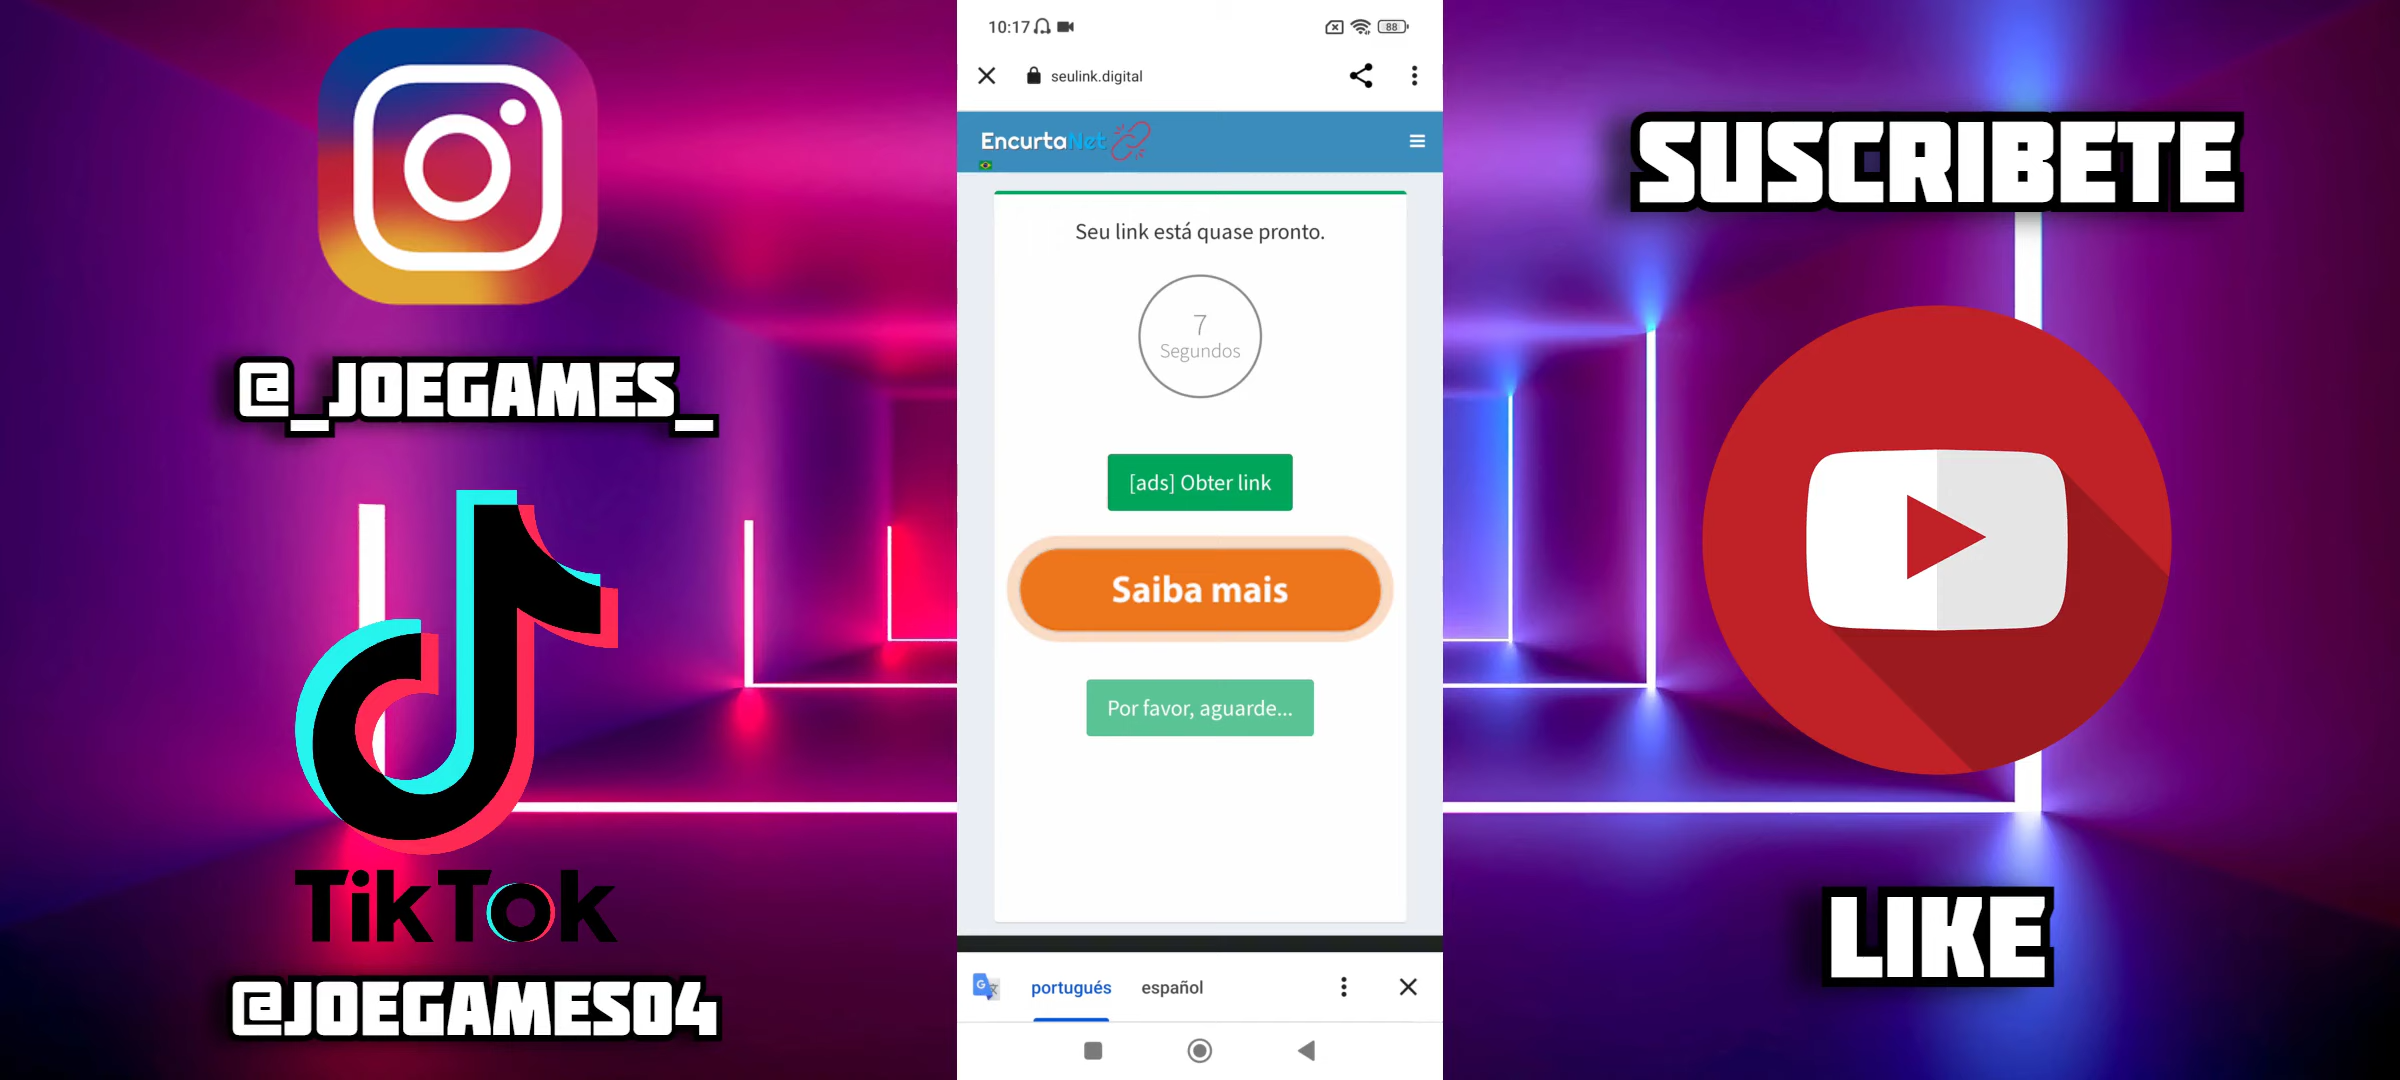 @_JOEGAMES_
TikTok
@JOEGAMES04
10:17
88
seulink.digital
EncurtaNet
Seu link está quase pronto.
7
Segundos
[ads] Obter link
Saiba mais
Por favor, aguarde...
G
português
español
SUSCRIBETE
LIKE